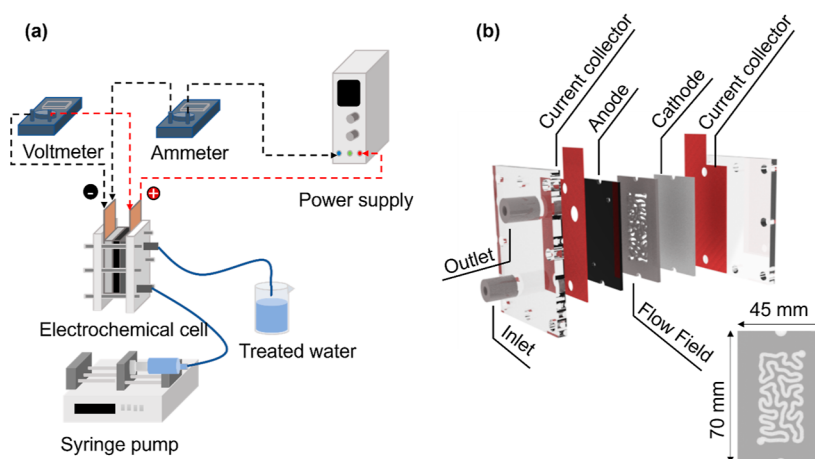 (a)
Voltmeter
Ammeter
Power supply
-
+
Electrochemical cell
Treated water
Syringe pump
(b)
Current collector
Anode
Cathode
Current collector
Outlet
Inlet
Flow Field
45 mm
70 mm